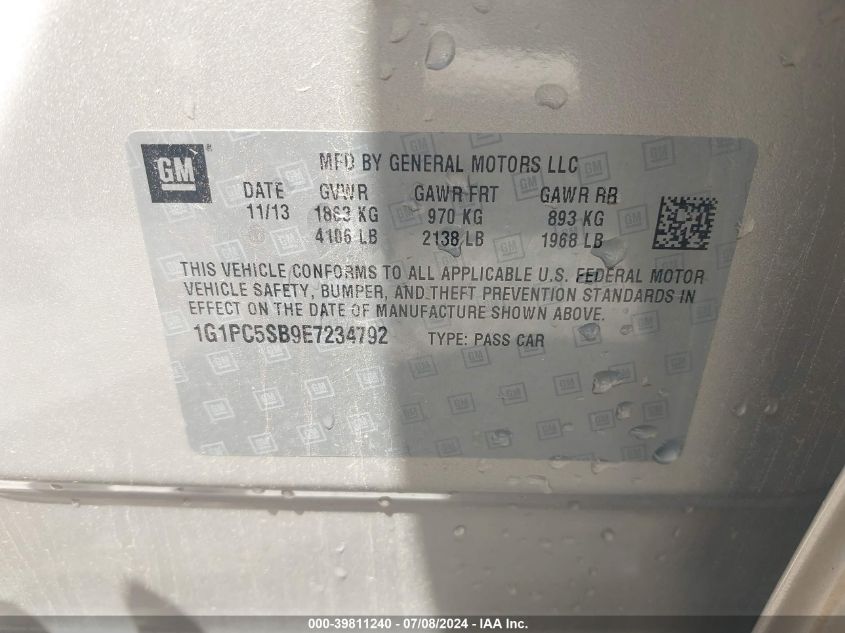 GM
MFD BY GENERAL MOTORS LLC
DATE GVWR GAWR FRT GAWR RR
11/13 1863 KG 970 KG 893 KG
4106 LB 2138 LB 1968 LB
THIS VEHICLE CONFORMS TO ALL APPLICABLE U.S. FEDERAL MOTOR
VEHICLE SAFETY, BUMPER, AND THEFT PREVENTION STANDARDS IN
EFFECT ON THE DATE OF MANUFACTURE SHOWN ABOVE.
1G1PC5SB9E7234792 TYPE: PASS CAR
000-39811240 - 07/08/2024 - IAA Inc.